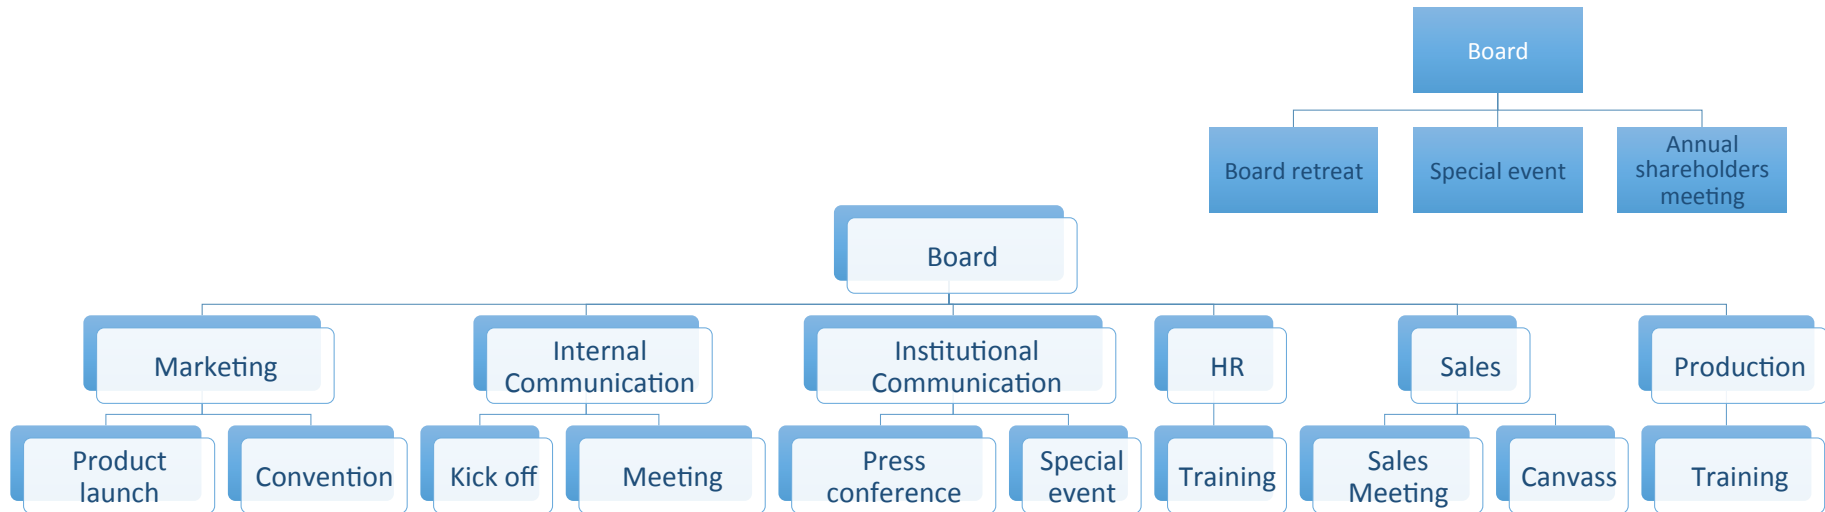 Board
Board retreat
Special event
Annual
shareholders
meeting
Board
Marketing
Internal
Communication
Institutional
Communication
HR
Sales
Production
Product
launch
Convention
Kick off
Meeting
Press
conference
Special
event
Training
Sales
Meeting
Canvass
Training